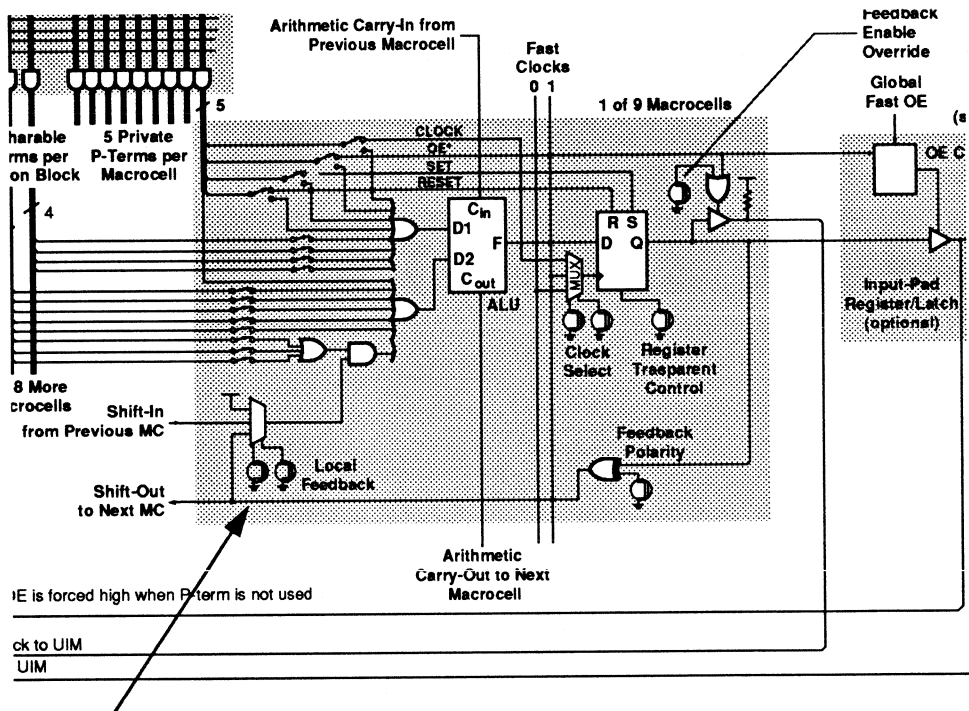 Arithmetic Carry-In from
Previous Macrocell
Fast
Clocks
0 1
Feedback
Enable
Override
Global
Fast OE
1 of 9 Macrocells
(s
5
harable
rms per
on Block
5 Private
P-Terms per
Macrocell
CLOCK
OE*
SET
RESET
OE C
4
Cin
D1
F
D2
Cout
ALU
R S
D Q
MUX
Input-Pad
Register/Latch
(optional)
Clock
Select
Register
Trasparent
Control
8 More
crocells
Shift-In
from Previous MC
Local
Feedback
Feedback
Polarity
Shift-Out
to Next MC
Arithmetic
Carry-Out to Next
Macrocell
OE is forced high when P-term is not used
ck to UIM
UIM